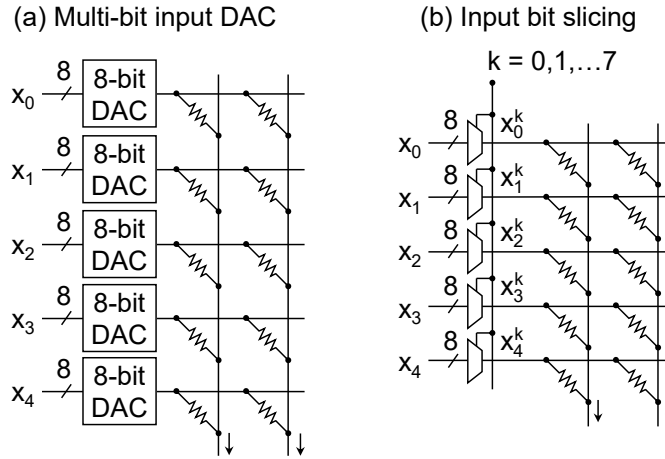 (a) Multi-bit input DAC
x₀ 8 8-bit DAC
x₁ 8 8-bit DAC
x₂ 8 8-bit DAC
x₃ 8 8-bit DAC
x₄ 8 8-bit DAC
(b) Input bit slicing
k = 0,1,…7
x₀ 8 x₀ᵏ
x₁ 8 x₁ᵏ
x₂ 8 x₂ᵏ
x₃ 8 x₃ᵏ
x₄ 8 x₄ᵏ